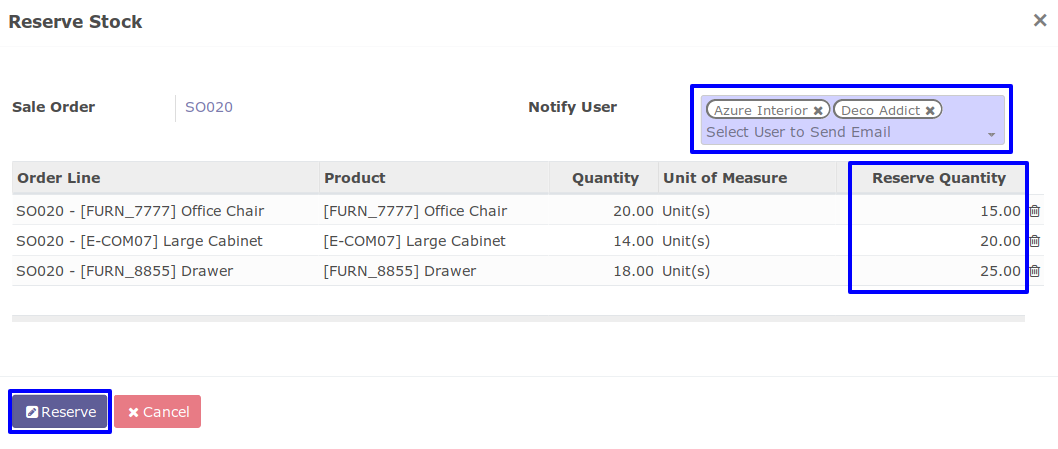 Reserve Stock
Sale Order SO020 Notify User Azure Interior Deco Addict
Select User to Send Email
Order Line Product Quantity Unit of Measure Reserve Quantity
SO020 - [FURN_7777] Office Chair [FURN_7777] Office Chair 20.00 Unit(s) 15.00
SO020 - [E-COM07] Large Cabinet [E-COM07] Large Cabinet 14.00 Unit(s) 20.00
SO020 - [FURN_8855] Drawer [FURN_8855] Drawer 18.00 Unit(s) 25.00
Reserve Cancel